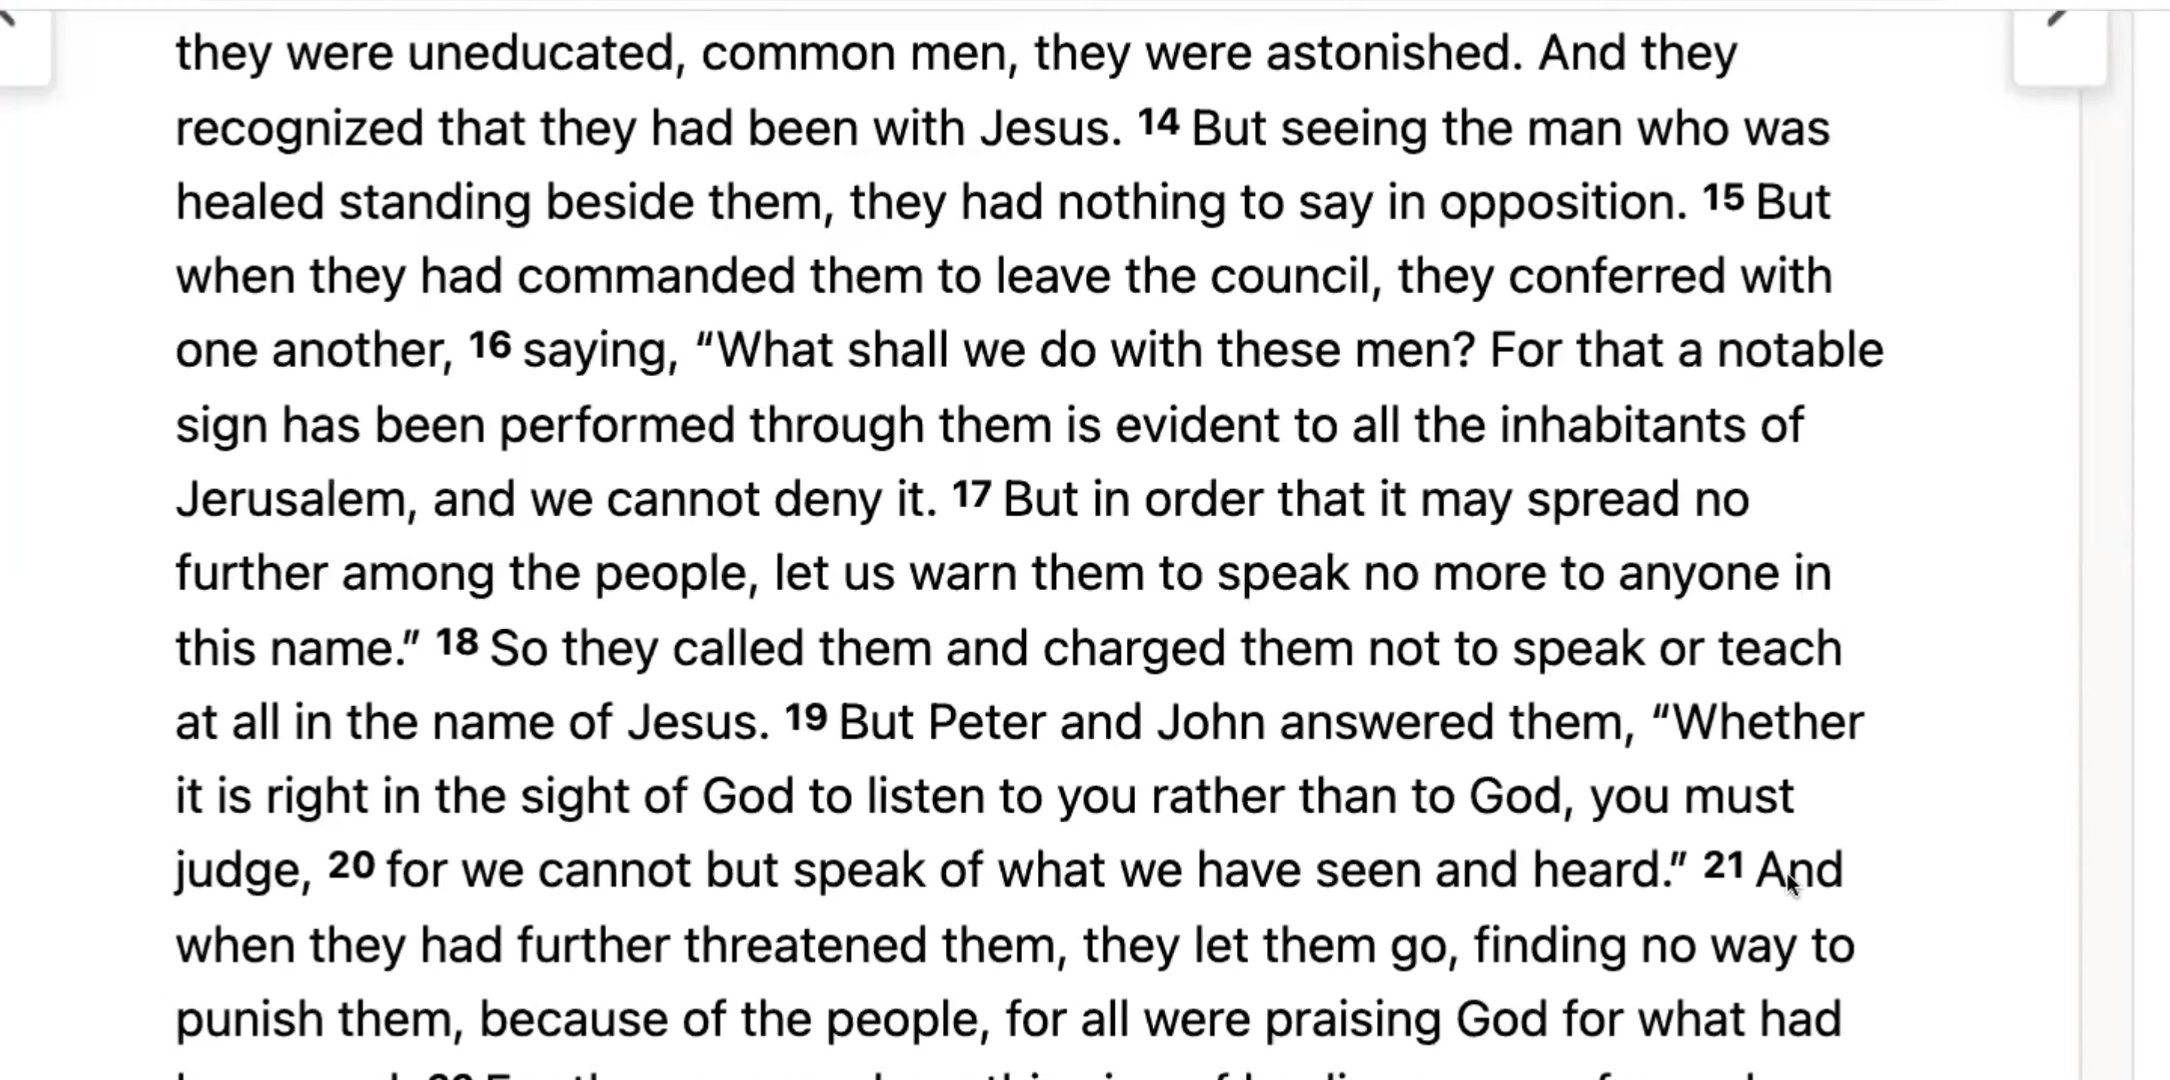 they were uneducated, common men, they were astonished. And they
recognized that they had been with Jesus. 14 But seeing the man who was
healed standing beside them, they had nothing to say in opposition. 15 But
when they had commanded them to leave the council, they conferred with
one another, 16 saying, “What shall we do with these men? For that a notable
sign has been performed through them is evident to all the inhabitants of
Jerusalem, and we cannot deny it. 17 But in order that it may spread no
further among the people, let us warn them to speak no more to anyone in
this name.” 18 So they called them and charged them not to speak or teach
at all in the name of Jesus. 19 But Peter and John answered them, “Whether
it is right in the sight of God to listen to you rather than to God, you must
judge, 20 for we cannot but speak of what we have seen and heard.” 21 And
when they had further threatened them, they let them go, finding no way to
punish them, because of the people, for all were praising God for what had